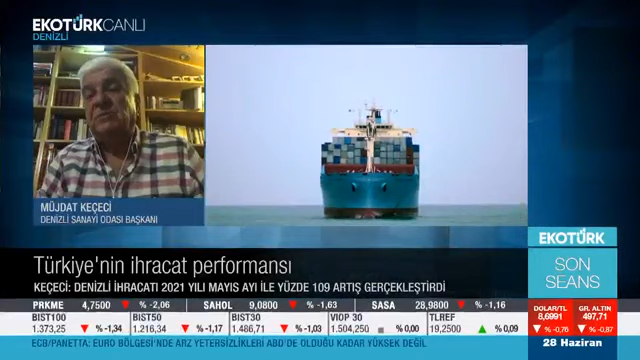 EKOTÜRK CANLI
DENİZLİ
MÜJDAT KEÇECİ
DENİZLİ SANAYİ ODASI BAŞKANI
EKOTÜRK
SON
SEANS
Türkiye'nin ihracat performansı
KEÇECİ: DENİZLİ İHRACATI 2021 YILI MAYIS AYI İLE YÜZDE 109 ARTIŞ GERÇEKLEŞTİRDİ
PRKME 4,7500 % -2,06 SAHOL 9,0800 % -1,63 SASA 28,9800 % -1,16
DOLAR/TL GR. ALTIN
8,6991 497,71
% -0,76 % -0,87
BIST100 BIST50 BIST30 VIOP 30 TLREF
1.373,25 % -1,34 1.216,34 % -1,17 1.486,71 % -1,03 1.504,250 % 0,00 19,2500 % 0,09
ECB/PANETTA: EURO BÖLGESİ'NDE ARZ YETERSİZLİKLERİ ABD'DE OLDUĞU KADAR YÜKSEK DEĞİL
28 Haziran